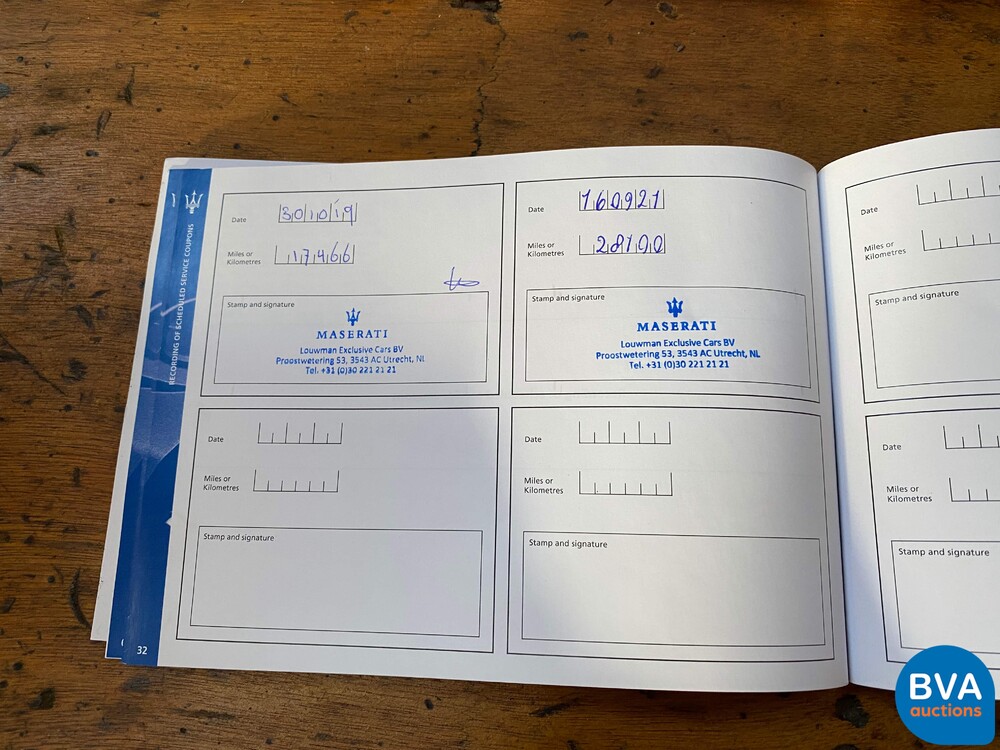 RECORDING OF SCHEDULED SERVICE COUPONS
Date 301019
Miles or
Kilometres 17466
Stamp and signature
MASERATI
Louwman Exclusive Cars BV
Proostwetering 53, 3543 AC Utrecht, NL
Tel. +31 (0)30 221 21 21
Date 160921
Miles or
Kilometres 28100
Stamp and signature
MASERATI
Louwman Exclusive Cars BV
Proostwetering 53, 3543 AC Utrecht, NL
Tel. +31 (0)30 221 21 21
Date
Miles or
Kilometres
Stamp and signature
Date
Miles or
Kilometres
Stamp and signature
32
Date
Miles or
Kilometres
Stamp and signature
Date
Miles or
Kilometres
Stamp and signature
BVA
auctions